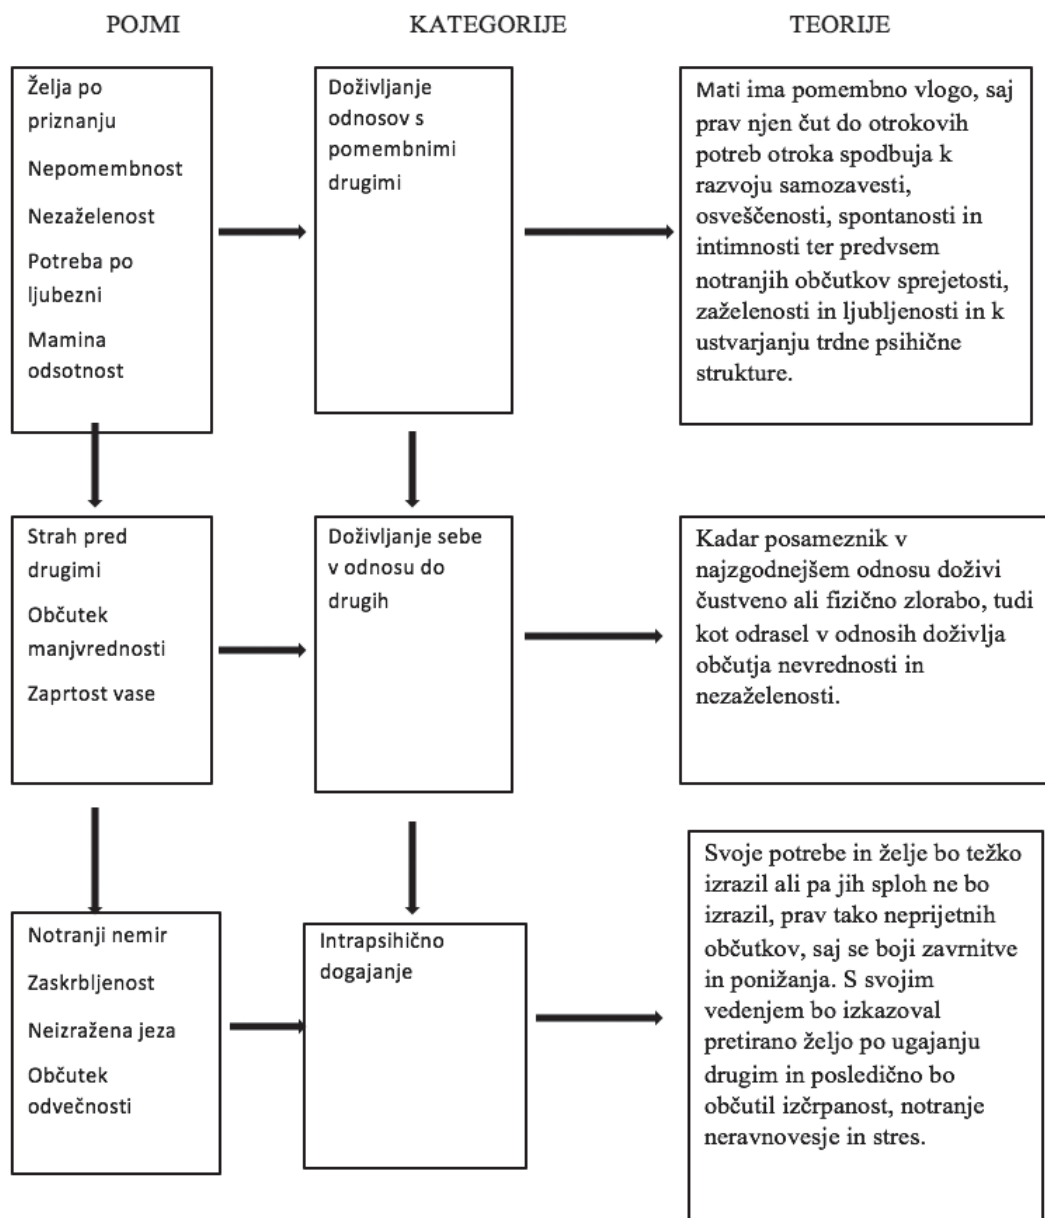 POJMI
KATEGORIJE
TEORIJE
Želja po
priznanju
Nepomembnost
Nezaželenost
Potreba po
ljubezni
Mamina
odsotnost
Doživljanje
odnosov s
pomembnimi
drugimi
Mati ima pomembno vlogo, saj
prav njen čut do otrokovih
potreb otroka spodbuja k
razvoju samozavesti,
osveščenosti, spontanosti in
intimnosti ter predvsem
notranjih občutkov sprejetosti,
zaželenosti in ljubljenosti in k
ustvarjanju trdne psihične
strukture.
Strah pred
drugimi
Občutek
manjvrednosti
Zaprtost vase
Doživljanje sebe
v odnosu do
drugih
Kadar posameznik v
najzgodnejšem odnosu doživi
čustveno ali fizično zlorabo, tudi
kot odrasel v odnosih doživlja
občutja nevrednosti in
nezaželenosti.
Notranji nemir
Zaskrbljenost
Neizražena jeza
Občutek
odvečnosti
Intrapsihično
dogajanje
Svoje potrebe in želje bo težko
izrazil ali pa jih sploh ne bo
izrazil, prav tako neprijetnih
občutkov, saj se boji zavrnitve
in ponižanja. S svojim
vedenjem bo izkazoval
pretirano željo po ugajanju
drugim in posledično bo
občutil izčrpanost, notranje
neravnovesje in stres.